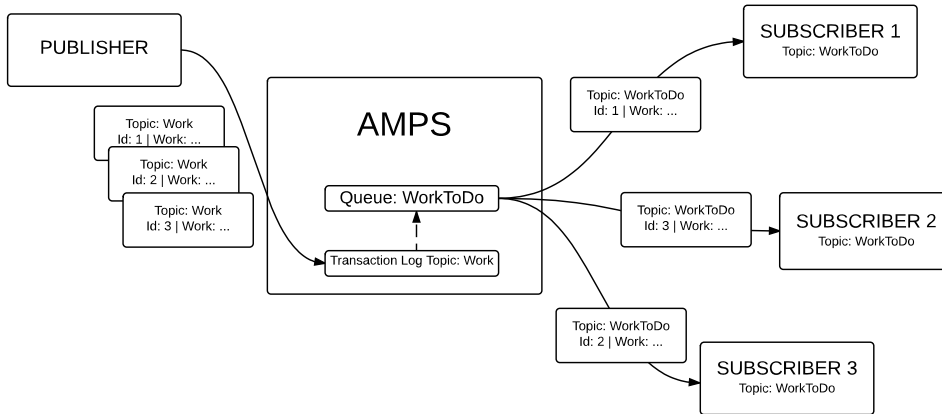 PUBLISHER
Topic: Work
Id: 1 | Work: ...
Topic: Work
Id: 2 | Work: ...
Topic: Work
Id: 3 | Work: ...
AMPS
Queue: WorkToDo
Transaction Log Topic: Work
Topic: WorkToDo
Id: 1 | Work: ...
SUBSCRIBER 1
Topic: WorkToDo
Topic: WorkToDo
Id: 3 | Work: ...
SUBSCRIBER 2
Topic: WorkToDo
Topic: WorkToDo
Id: 2 | Work: ...
SUBSCRIBER 3
Topic: WorkToDo